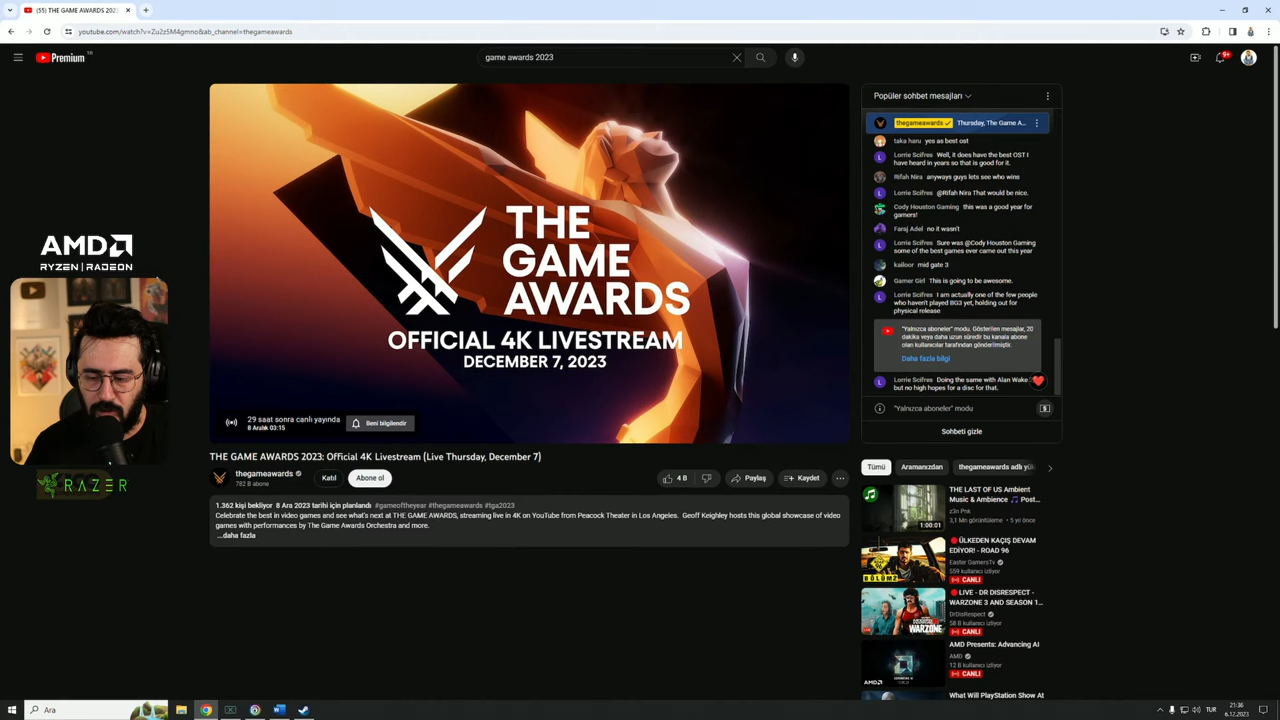 (55) THE GAME AWARDS 2023
youtube.com/watch?v=Zu2z5M4gmno&ab_channel=thegameawards
Premium TR
game awards 2023
9+
AMD
RYZEN | RADEON
RAZER
THE
GAME
AWARDS
OFFICIAL 4K LIVESTREAM
DECEMBER 7, 2023
29 saat sonra canlı yayında
8 Aralık 03:15
Beni bilgilendir
THE GAME AWARDS 2023: Official 4K Livestream (Live Thursday, December 7)
thegameawards
782 B abone
Katıl
Abone ol
4 B
Paylaş
Kaydet
1.362 kişi bekliyor 8 Ara 2023 tarihi için planlandı #gameoftheyear #thegameawards #tga2023
Celebrate the best in video games and see what's next at THE GAME AWARDS, streaming live in 4K on YouTube from Peacock Theater in Los Angeles. Geoff Keighley hosts this global showcase of video
games with performances by The Game Awards Orchestra and more.
...daha fazla
Popüler sohbet mesajları
thegameawards Thursday, The Game A...
taka haru yes as best ost
Lorrie Scifres Well, it does have the best OST I
have heard in years so that is good for it.
Rifah Nira anyways guys lets see who wins
Lorrie Scifres @Rifah Nira That would be nice.
Cody Houston Gaming this was a good year for
gamers!
Faraj Adel no it wasn't
Lorrie Scifres Sure was @Cody Houston Gaming
some of the best games ever came out this year
kailoor mid gate 3
Gamer Girl This is going to be awesome.
Lorrie Scifres I am actually one of the few people
who haven't played BG3 yet, holding out for
physical release
"Yalnızca aboneler" modu. Gösterilen mesajlar, 20
dakika veya daha uzun süredir bu kanala abone
olan kullanıcılar tarafından gönderilmiştir.
Daha fazla bilgi
Lorrie Scifres Doing the same with Alan Wake
but no high hopes for a disc for that.
"Yalnızca aboneler" modu
Sohbeti gizle
Tümü
Aramanızdan
thegameawards adlı yük
THE LAST OF US Ambient
Music & Ambience 🎵 Post...
z3n Pnk
3,1 Mn görüntüleme • 5 yıl önce
1:00:01
🔴ÜLKEDEN KAÇIŞ DEVAM
EDİYOR! - ROAD 96
Easter GamersTv
559 kullanıcı izliyor
CANLI
🔴LIVE - DR DISRESPECT -
WARZONE 3 AND SEASON 1...
DrDisRespect
58 B kullanıcı izliyor
CANLI
WARZONE
AMD Presents: Advancing AI
AMD
12 B kullanıcı izliyor
CANLI
AMD
What Will PlayStation Show At
Ara
TUR
21:36
6.12.2023